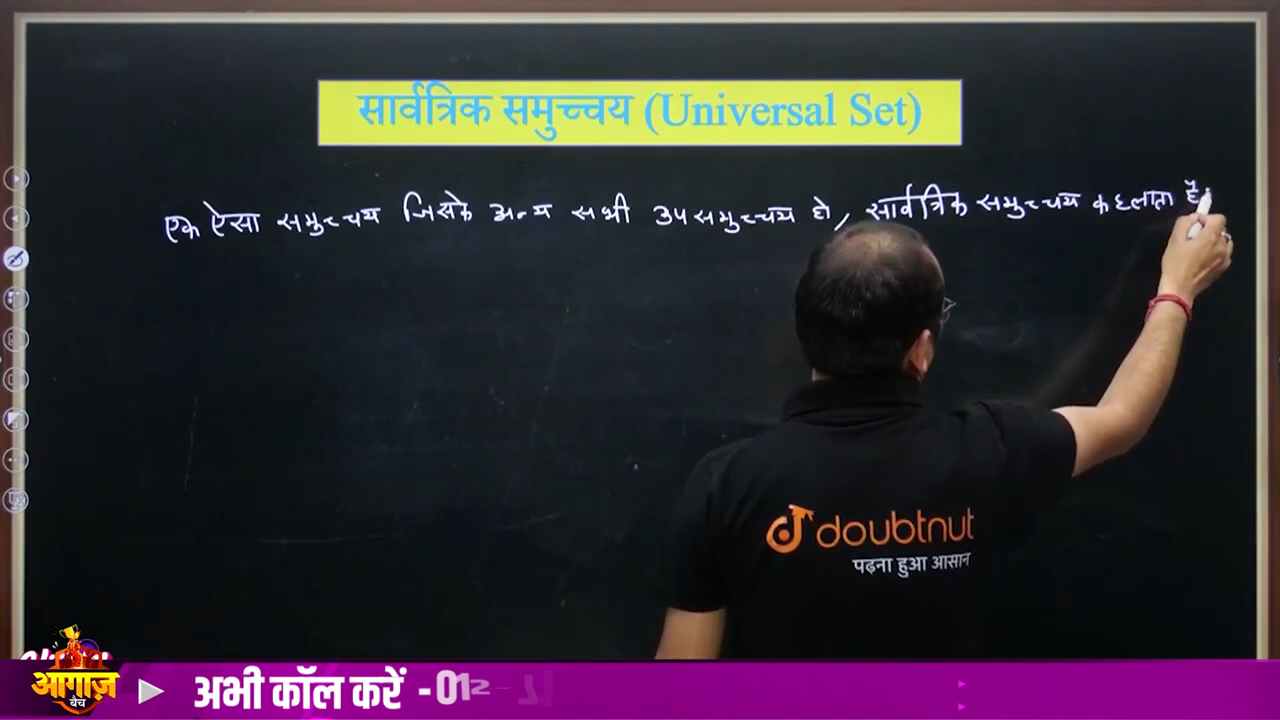 सार्वत्रिक समुच्चय (Universal Set)
एक ऐसा समुच्चय जिसके अन्य सभी उपसमुच्चय हो, सार्वत्रिक समुच्चय कहलाता है
doubtnut
पढ़ना हुआ आसान
आगाज़
बैच
अभी कॉल करें -012